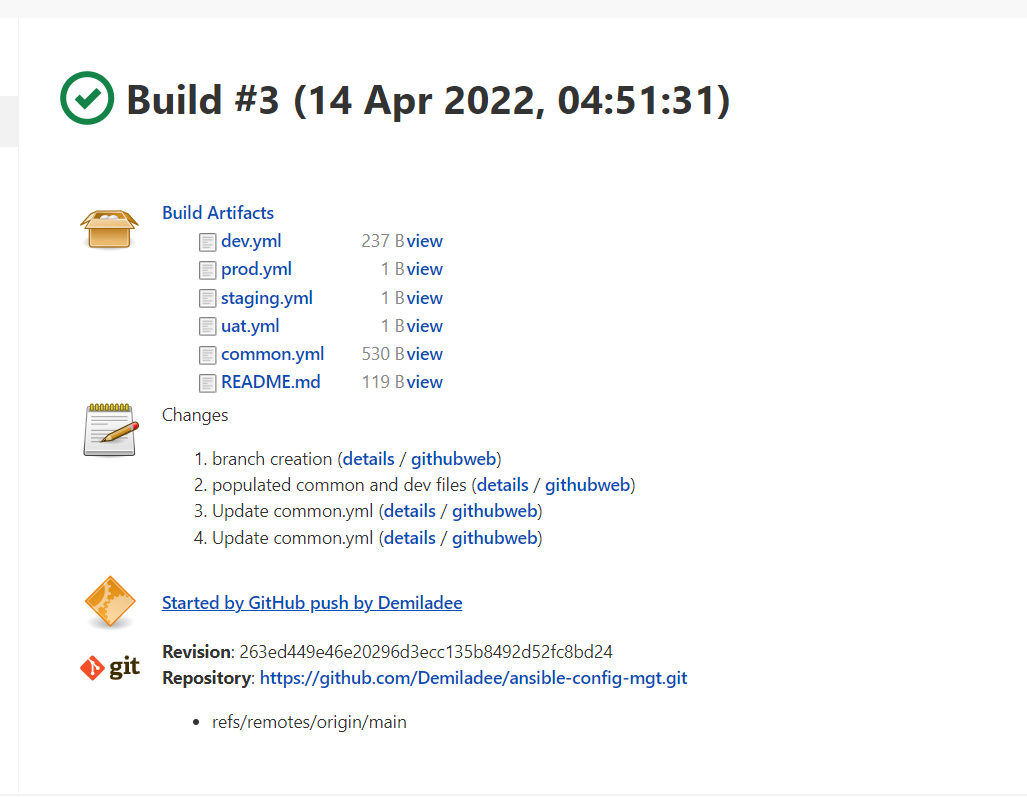 Build #3 (14 Apr 2022, 04:51:31)
Build Artifacts
dev.yml 237 B view
prod.yml 1 B view
staging.yml 1 B view
uat.yml 1 B view
common.yml 530 B view
README.md 119 B view
Changes
1. branch creation (details / githubweb)
2. populated common and dev files (details / githubweb)
3. Update common.yml (details / githubweb)
4. Update common.yml (details / githubweb)
Started by GitHub push by Demiladee
git
Revision: 263ed449e46e20296d3ecc135b8492d52fc8bd24
Repository: https://github.com/Demiladee/ansible-config-mgt.git
• refs/remotes/origin/main